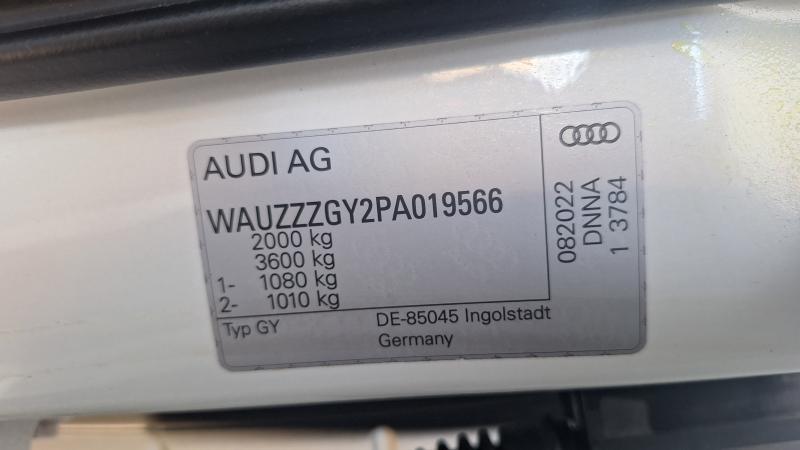 AUDI AG
WAUZZZGY2PA019566
2000 kg
3600 kg
1- 1080 kg
2- 1010 kg
Typ GY
DE-85045 Ingolstadt
Germany
082022
DNNA
1 3784